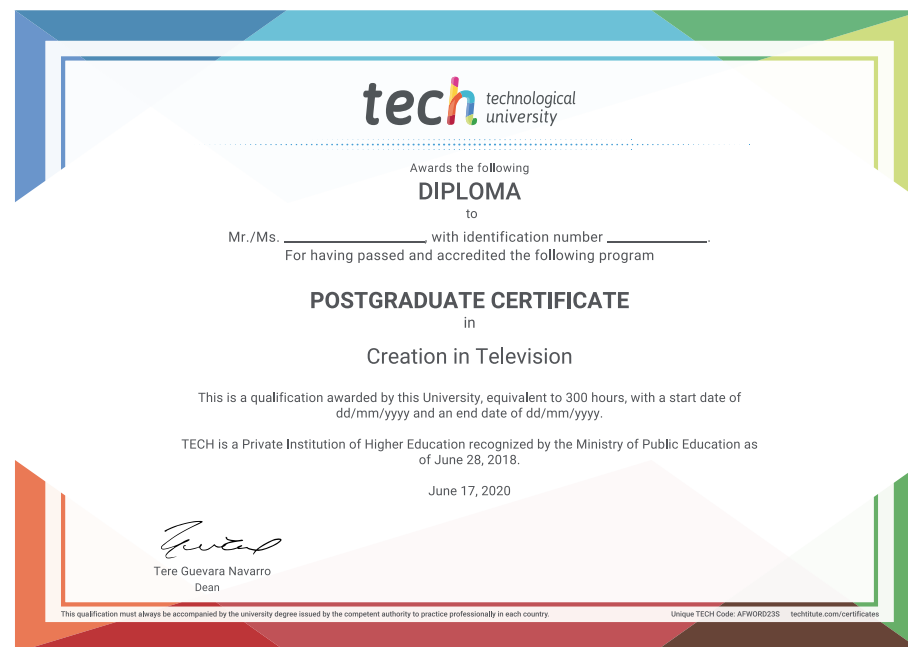 tech technological
university
Awards the following
DIPLOMA
to
Mr./Ms. ____________________, with identification number ______________.
For having passed and accredited the following program
POSTGRADUATE CERTIFICATE
in
Creation in Television
This is a qualification awarded by this University, equivalent to 300 hours, with a start date of
dd/mm/yyyy and an end date of dd/mm/yyyy.
TECH is a Private Institution of Higher Education recognized by the Ministry of Public Education as
of June 28, 2018.
June 17, 2020
Tere Guevara Navarro
Dean
This qualification must always be accompanied by the university degree issued by the competent authority to practice professionally in each country.
Unique TECH Code: AFWORD23S techtitute.com/certificates